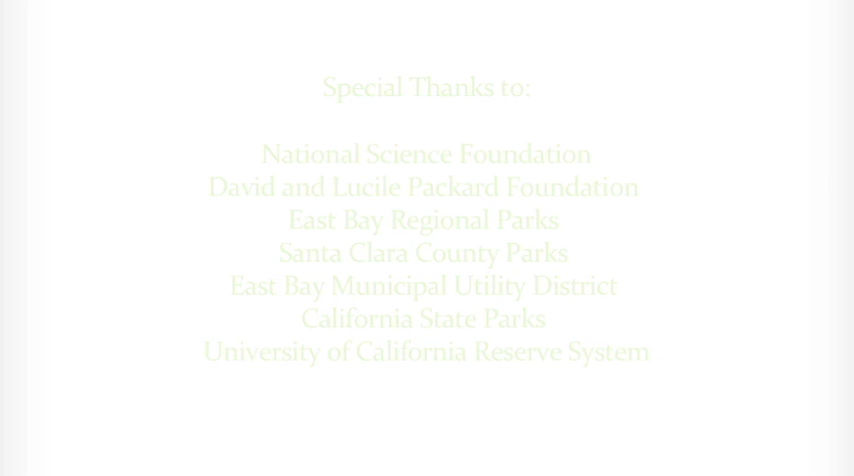 Special Thanks to:
National Science Foundation
David and Lucile Packard Foundation
East Bay Regional Parks
Santa Clara County Parks
East Bay Municipal Utility District
California State Parks
University of California Reserve System